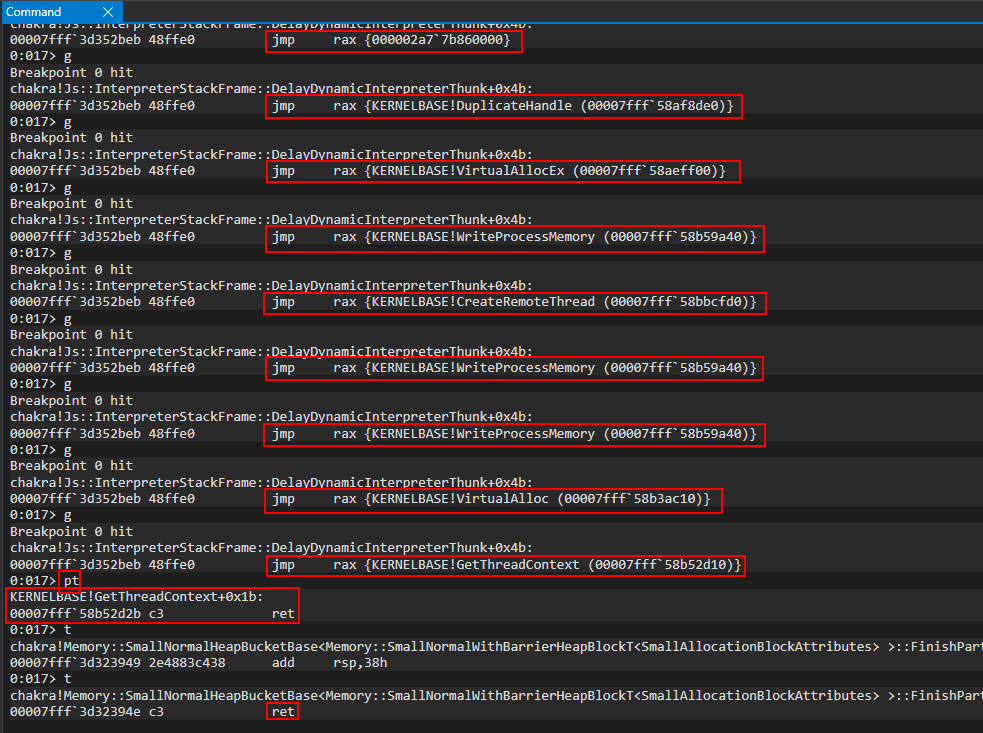 Command
chakra!Js::InterpreterStackFrame::DelayDynamicInterpreterThunk+0x4b:
00007fff`3d352beb 48ffe0 jmp rax {000002a7`7b860000}
0:017> g
Breakpoint 0 hit
chakra!Js::InterpreterStackFrame::DelayDynamicInterpreterThunk+0x4b:
00007fff`3d352beb 48ffe0 jmp rax {KERNELBASE!DuplicateHandle (00007fff`58af8de0)}
0:017> g
Breakpoint 0 hit
chakra!Js::InterpreterStackFrame::DelayDynamicInterpreterThunk+0x4b:
00007fff`3d352beb 48ffe0 jmp rax {KERNELBASE!VirtualAllocEx (00007fff`58aeff00)}
0:017> g
Breakpoint 0 hit
chakra!Js::InterpreterStackFrame::DelayDynamicInterpreterThunk+0x4b:
00007fff`3d352beb 48ffe0 jmp rax {KERNELBASE!WriteProcessMemory (00007fff`58b59a40)}
0:017> g
Breakpoint 0 hit
chakra!Js::InterpreterStackFrame::DelayDynamicInterpreterThunk+0x4b:
00007fff`3d352beb 48ffe0 jmp rax {KERNELBASE!CreateRemoteThread (00007fff`58bbcfd0)}
0:017> g
Breakpoint 0 hit
chakra!Js::InterpreterStackFrame::DelayDynamicInterpreterThunk+0x4b:
00007fff`3d352beb 48ffe0 jmp rax {KERNELBASE!WriteProcessMemory (00007fff`58b59a40)}
0:017> g
Breakpoint 0 hit
chakra!Js::InterpreterStackFrame::DelayDynamicInterpreterThunk+0x4b:
00007fff`3d352beb 48ffe0 jmp rax {KERNELBASE!WriteProcessMemory (00007fff`58b59a40)}
0:017> g
Breakpoint 0 hit
chakra!Js::InterpreterStackFrame::DelayDynamicInterpreterThunk+0x4b:
00007fff`3d352beb 48ffe0 jmp rax {KERNELBASE!VirtualAlloc (00007fff`58b3ac10)}
0:017> g
Breakpoint 0 hit
chakra!Js::InterpreterStackFrame::DelayDynamicInterpreterThunk+0x4b:
00007fff`3d352beb 48ffe0 jmp rax {KERNELBASE!GetThreadContext (00007fff`58b52d10)}
0:017> pt
KERNELBASE!GetThreadContext+0x1b:
00007fff`58b52d2b c3 ret
0:017> t
chakra!Memory::SmallNormalHeapBucketBase<Memory::SmallNormalWithBarrierHeapBlockT<SmallAllocationBlockAttributes> >::FinishPart
00007fff`3d323949 2e4883c438 add rsp,38h
0:017> t
chakra!Memory::SmallNormalHeapBucketBase<Memory::SmallNormalWithBarrierHeapBlockT<SmallAllocationBlockAttributes> >::FinishPart
00007fff`3d32394e c3 ret